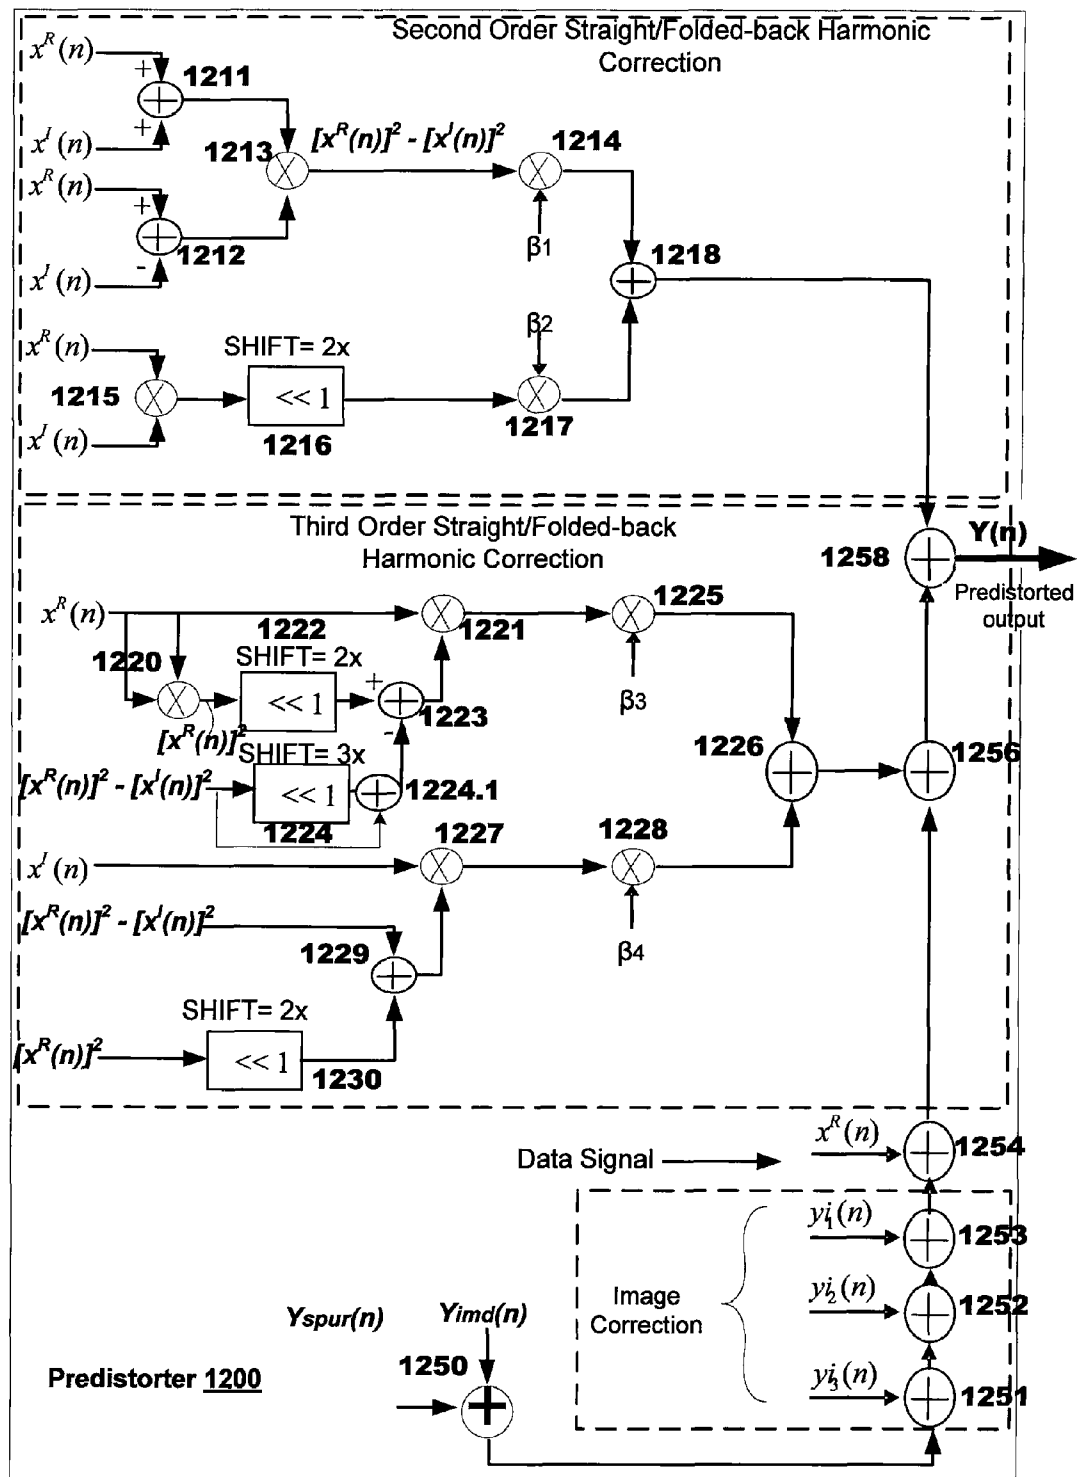 Second Order Straight/Folded-back Harmonic
Correction
x^R(n)
+
1211
+
x^I(n)
1213
[x^R(n)]^2 - [x^I(n)]^2
1214
x^R(n)
+
1212
-
x^I(n)
β1
1218
β2
x^R(n)
SHIFT= 2x
1215
<< 1
1216
1217
x^I(n)
Third Order Straight/Folded-back
Harmonic Correction
1258
Y(n)
Predistorted
output
x^R(n)
1222
1221
1225
1220
SHIFT= 2x
<< 1
+
1223
β3
[x^R(n)]^2
-
SHIFT= 3x
1226
1256
[x^R(n)]^2 - [x^I(n)]^2
<< 1
1224.1
1224
1227
1228
x^I(n)
[x^R(n)]^2 - [x^I(n)]^2
1229
β4
SHIFT= 2x
[x^R(n)]^2
<< 1
1230
x^R(n)
Data Signal
1254
yi_1(n)
1253
Image
Correction
yi_2(n)
1252
Yspur(n)
Yimd(n)
1250
yi_3(n)
1251
Predistorter 1200